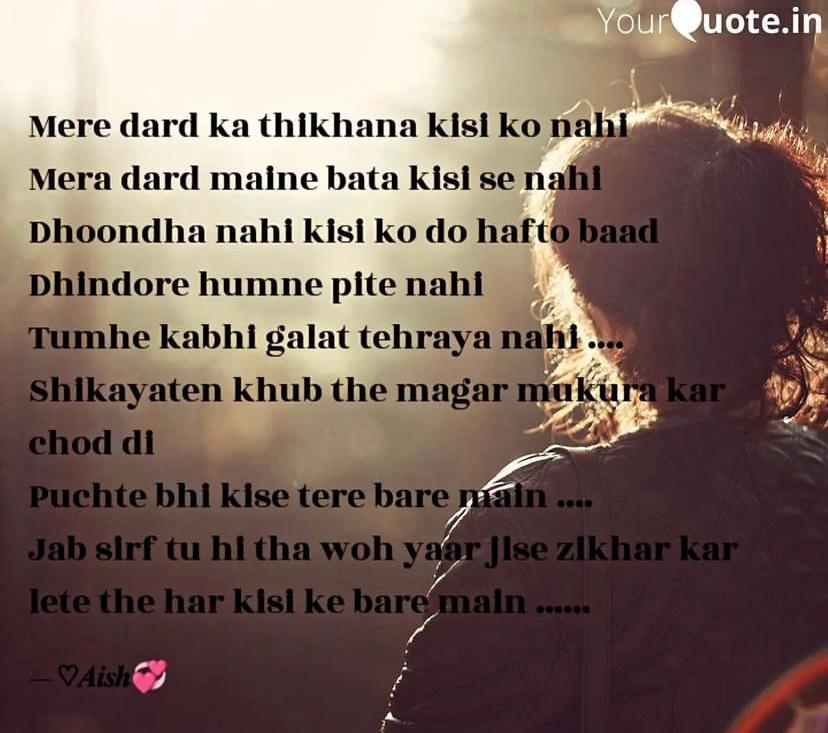 YourQuote.in
Mere dard ka thikhana kisi ko nahi
Mera dard maine bata kisi se nahi
Dhoondha nahi kisi ko do hafto baad
Dhindore humne pite nahi
Tumhe kabhi galat tehraya nahi ....
Shikayaten khub the magar mukura kar
chod di
Puchte bhi kise tere bare main ....
Jab sirf tu hi tha woh yaar jise zikhar kar
lete the har kisi ke bare main ......
— ♡Aish💞